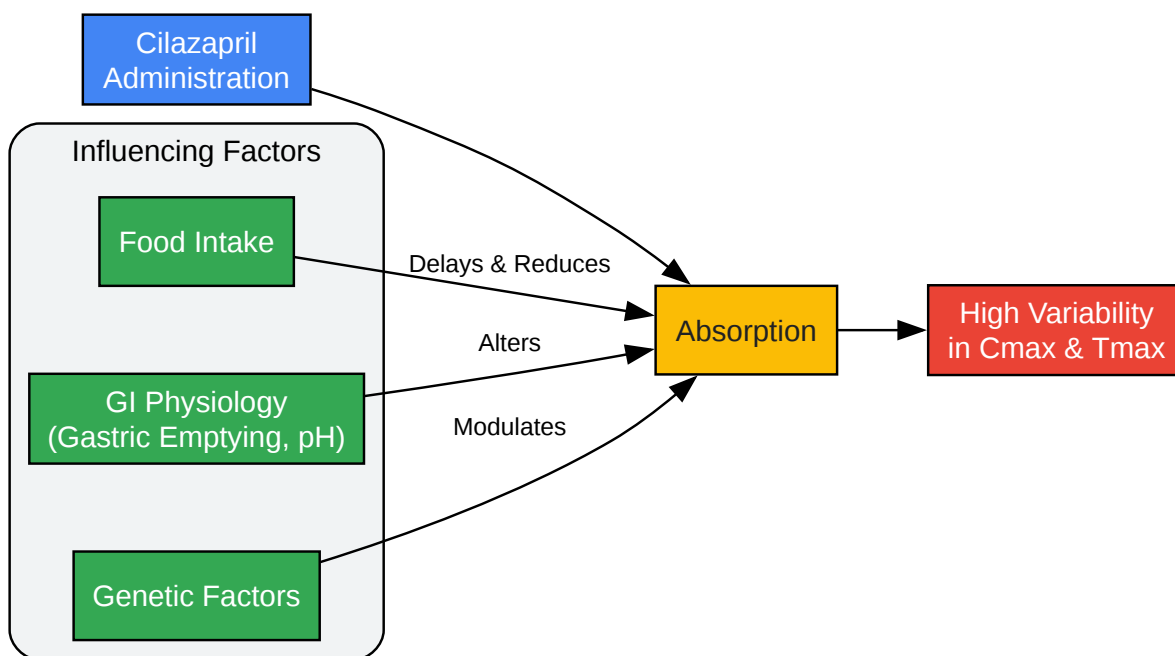 Cilazapril
Administration
Influencing Factors
Food Intake
Delays & Reduces
Absorption
High Variability
in Cmax & Tmax
Alters
GI Physiology
(Gastric Emptying, pH)
Modulates
Genetic Factors